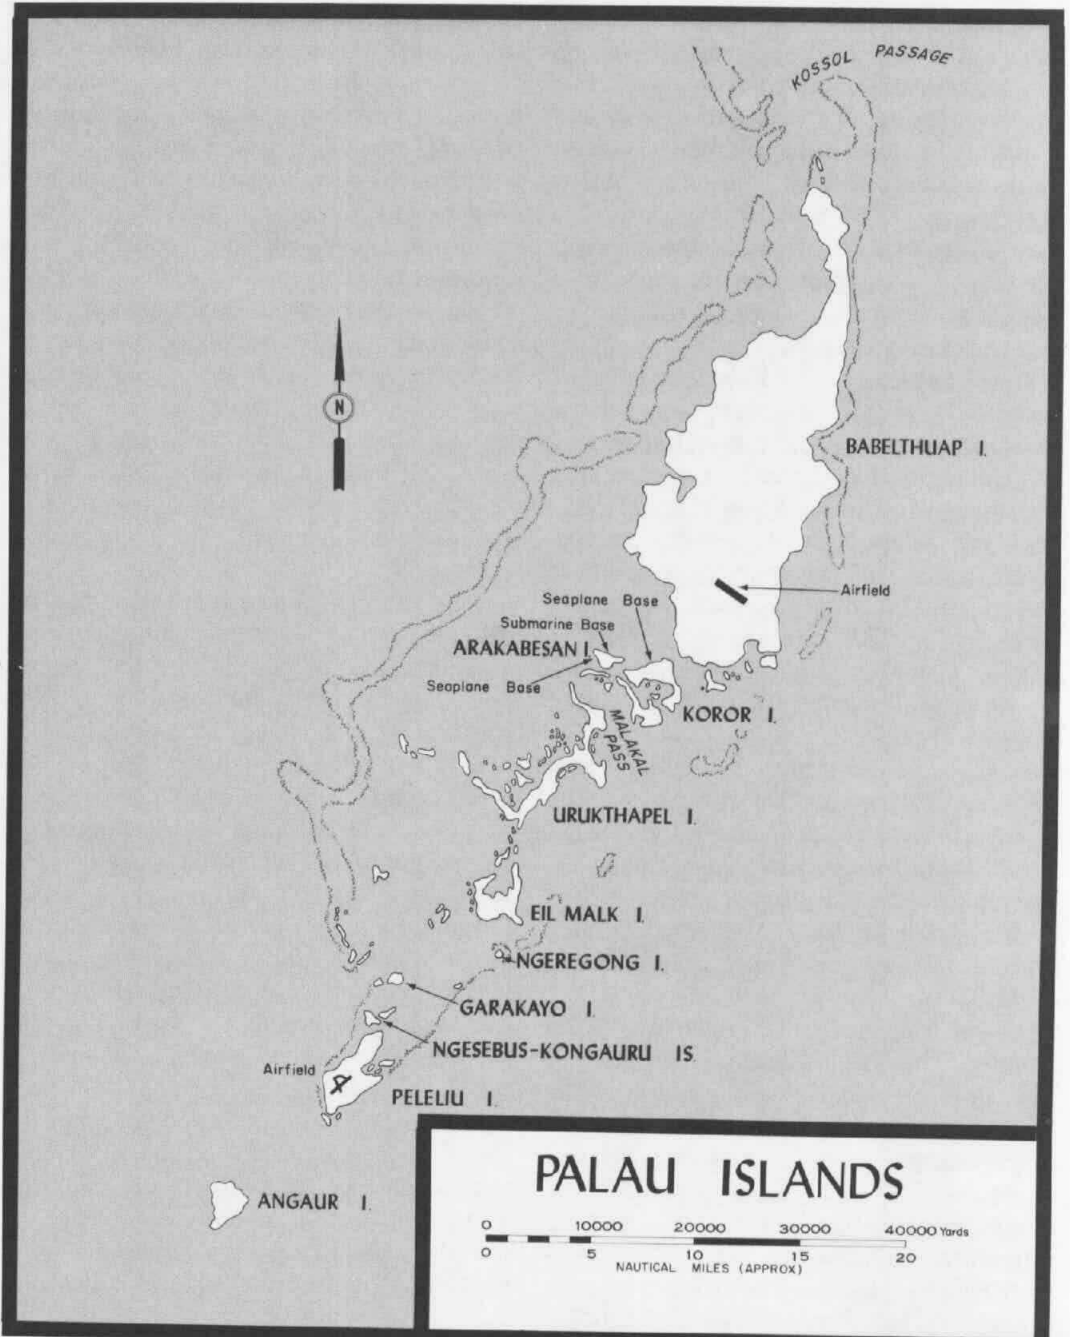 KOSSOL PASSAGE
N
BABELTHUAP I.
Airfield
Seaplane Base
Submarine Base
ARAKABESAN I.
Seaplane Base
KOROR I.
MALAKAL
PASS
URUKTHAPEL I.
EIL MALK I.
NGEREGONG I.
GARAKAYO I.
NGESEBUS-KONGAURU IS.
Airfield
PELELIU I.
ANGAUR I.
PALAU ISLANDS
0 10000 20000 30000 40000 Yards
0 5 10 15 20
NAUTICAL MILES (APPROX)